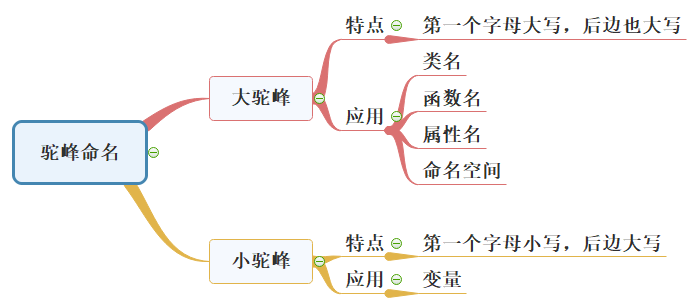 驼峰命名
大驼峰
特点
第一个字母大写，后边也大写
应用
类名
函数名
属性名
命名空间
小驼峰
特点
第一个字母小写，后边大写
应用
变量